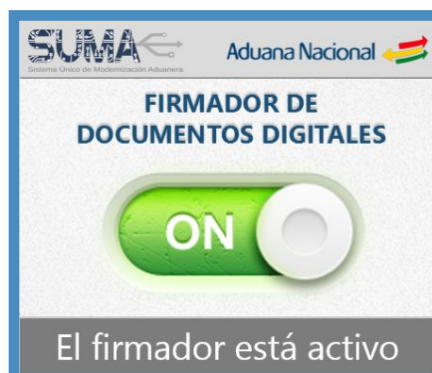 SUMA
Sistema Único de Modernización Aduanera
Aduana Nacional
FIRMADOR DE
DOCUMENTOS DIGITALES
ON
El firmador está activo